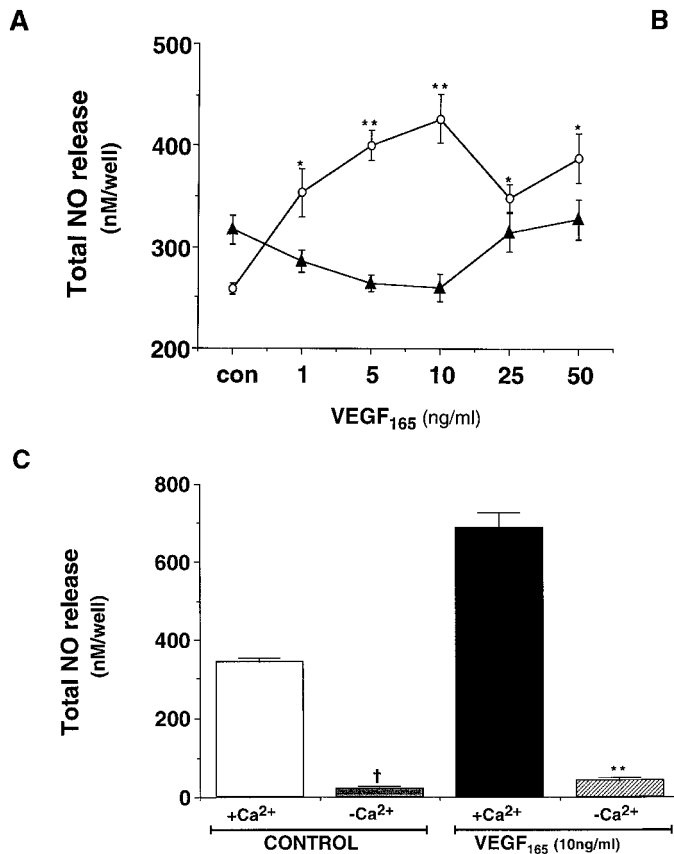 A
B
Total NO release
(nM/well)
500
400
300
200
*
**
**
*
*
con
1
5
10
25
50
VEGF165 (ng/ml)
C
Total NO release
(nM/well)
800
600
400
200
0
†
**
+Ca2+
-Ca2+
+Ca2+
-Ca2+
CONTROL
VEGF165 (10ng/ml)